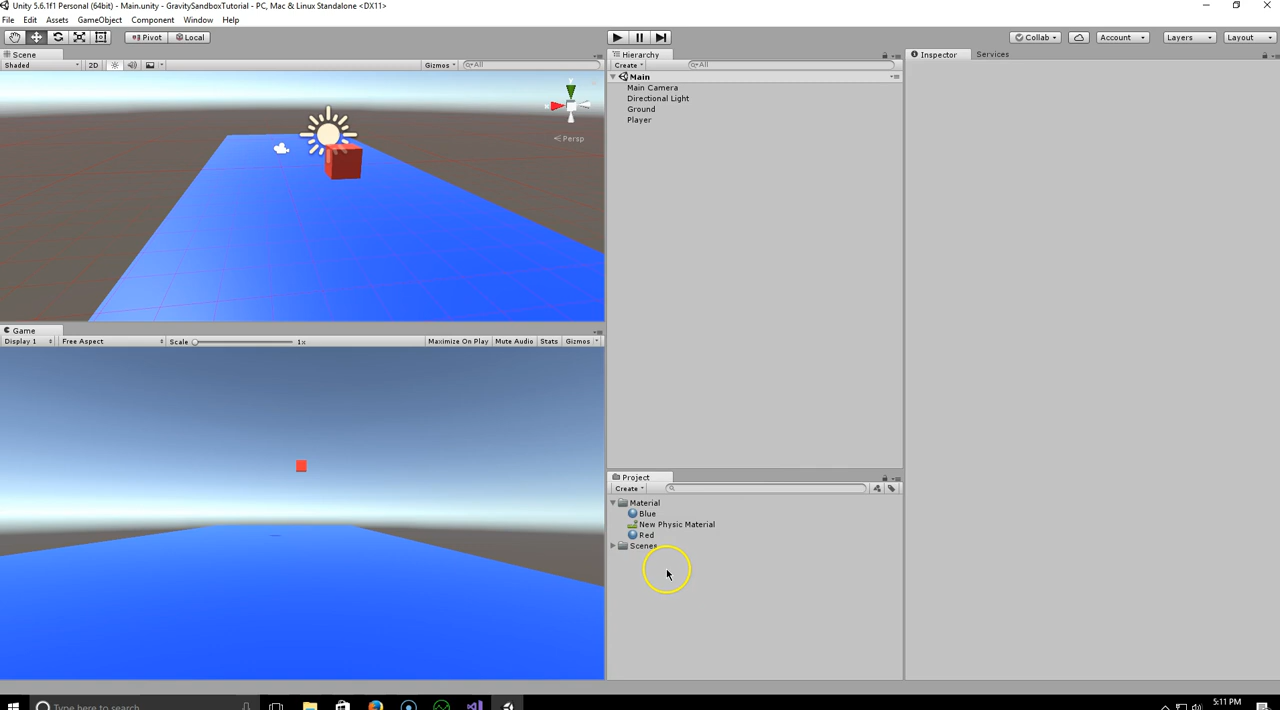 Unity 5.6.1f1 Personal (64bit) - Main.unity - GravitySandboxTutorial - PC, Mac & Linux Standalone <DX11>
File Edit Assets GameObject Component Window Help
Pivot Local Collab Account Layers Layout
Scene
Shaded 2D Gizmos All
y
Persp
Game
Display 1 Free Aspect Scale 1x Maximize On Play Mute Audio Stats Gizmos
Hierarchy
Create All
Main
Main Camera
Directional Light
Ground
Player
Project
Create
Material
Blue
New Physic Material
Red
Scenes
Inspector Services
Type here to search
5:11 PM